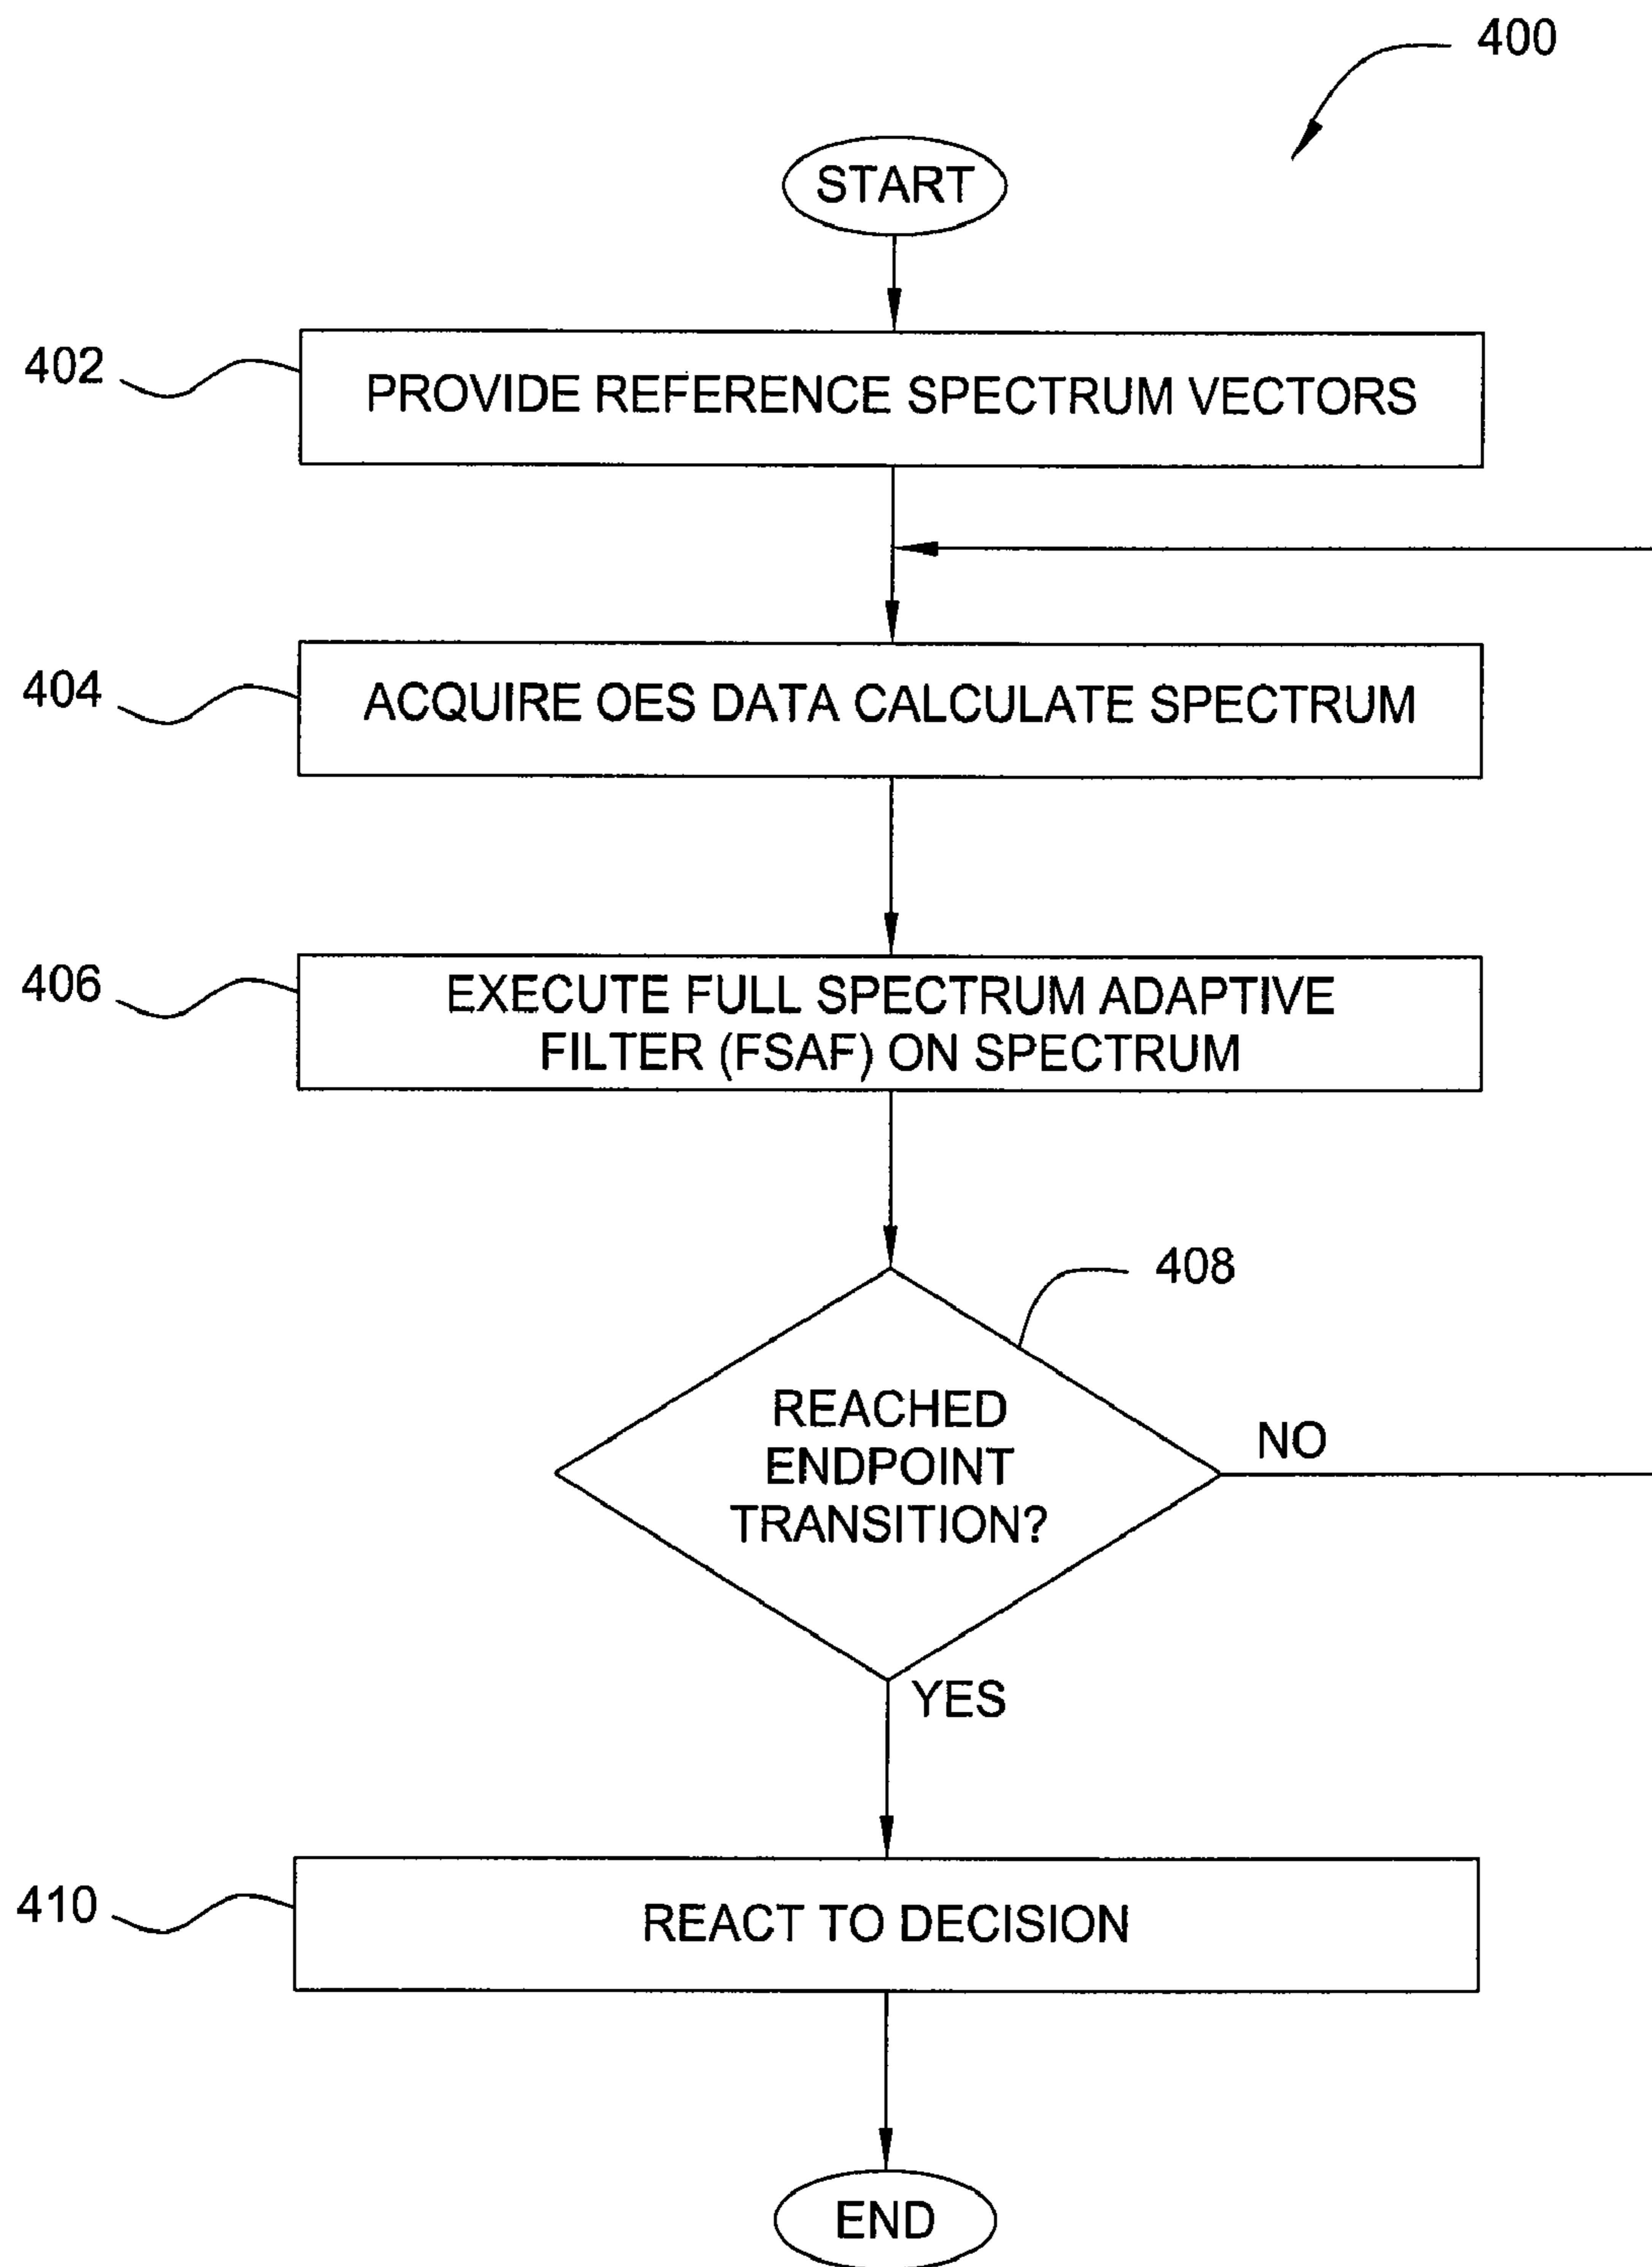 400
START
402
PROVIDE REFERENCE SPECTRUM VECTORS
404
ACQUIRE OES DATA CALCULATE SPECTRUM
406
EXECUTE FULL SPECTRUM ADAPTIVE
FILTER (FSAF) ON SPECTRUM
408
REACHED
ENDPOINT
TRANSITION?
NO
YES
410
REACT TO DECISION
END